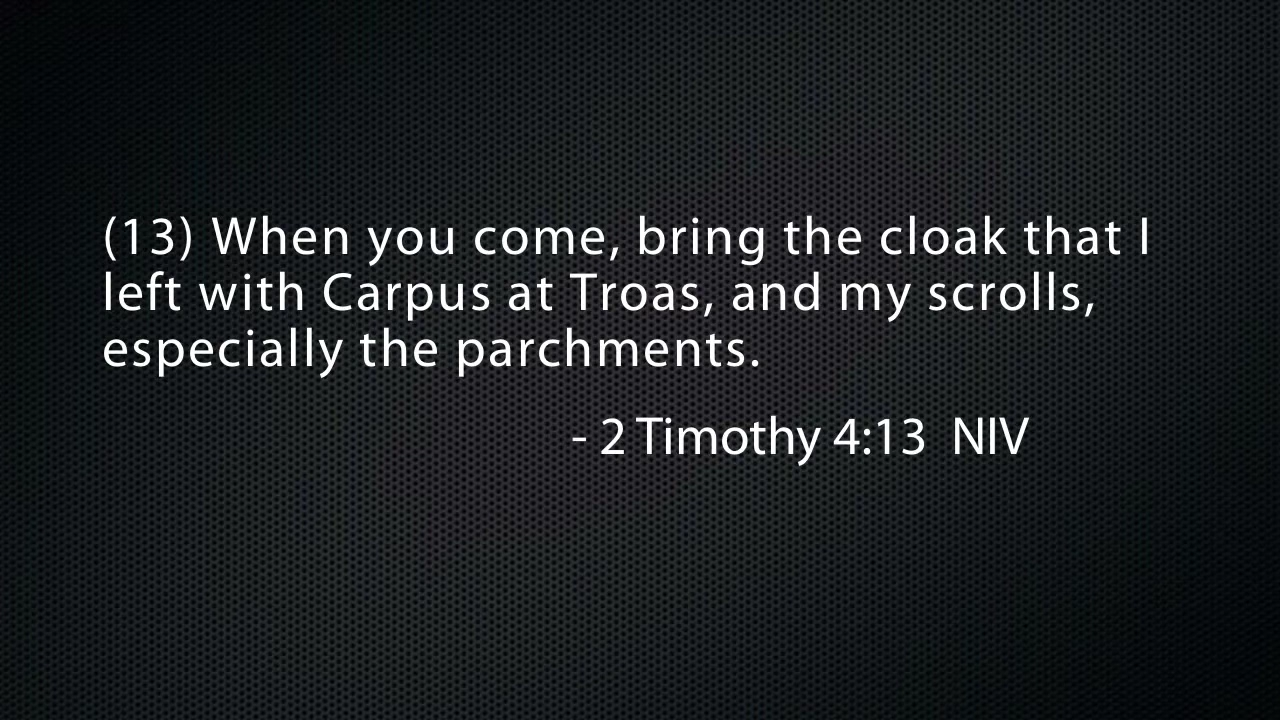 (13) When you come, bring the cloak that I
left with Carpus at Troas, and my scrolls,
especially the parchments.
- 2 Timothy 4:13  NIV